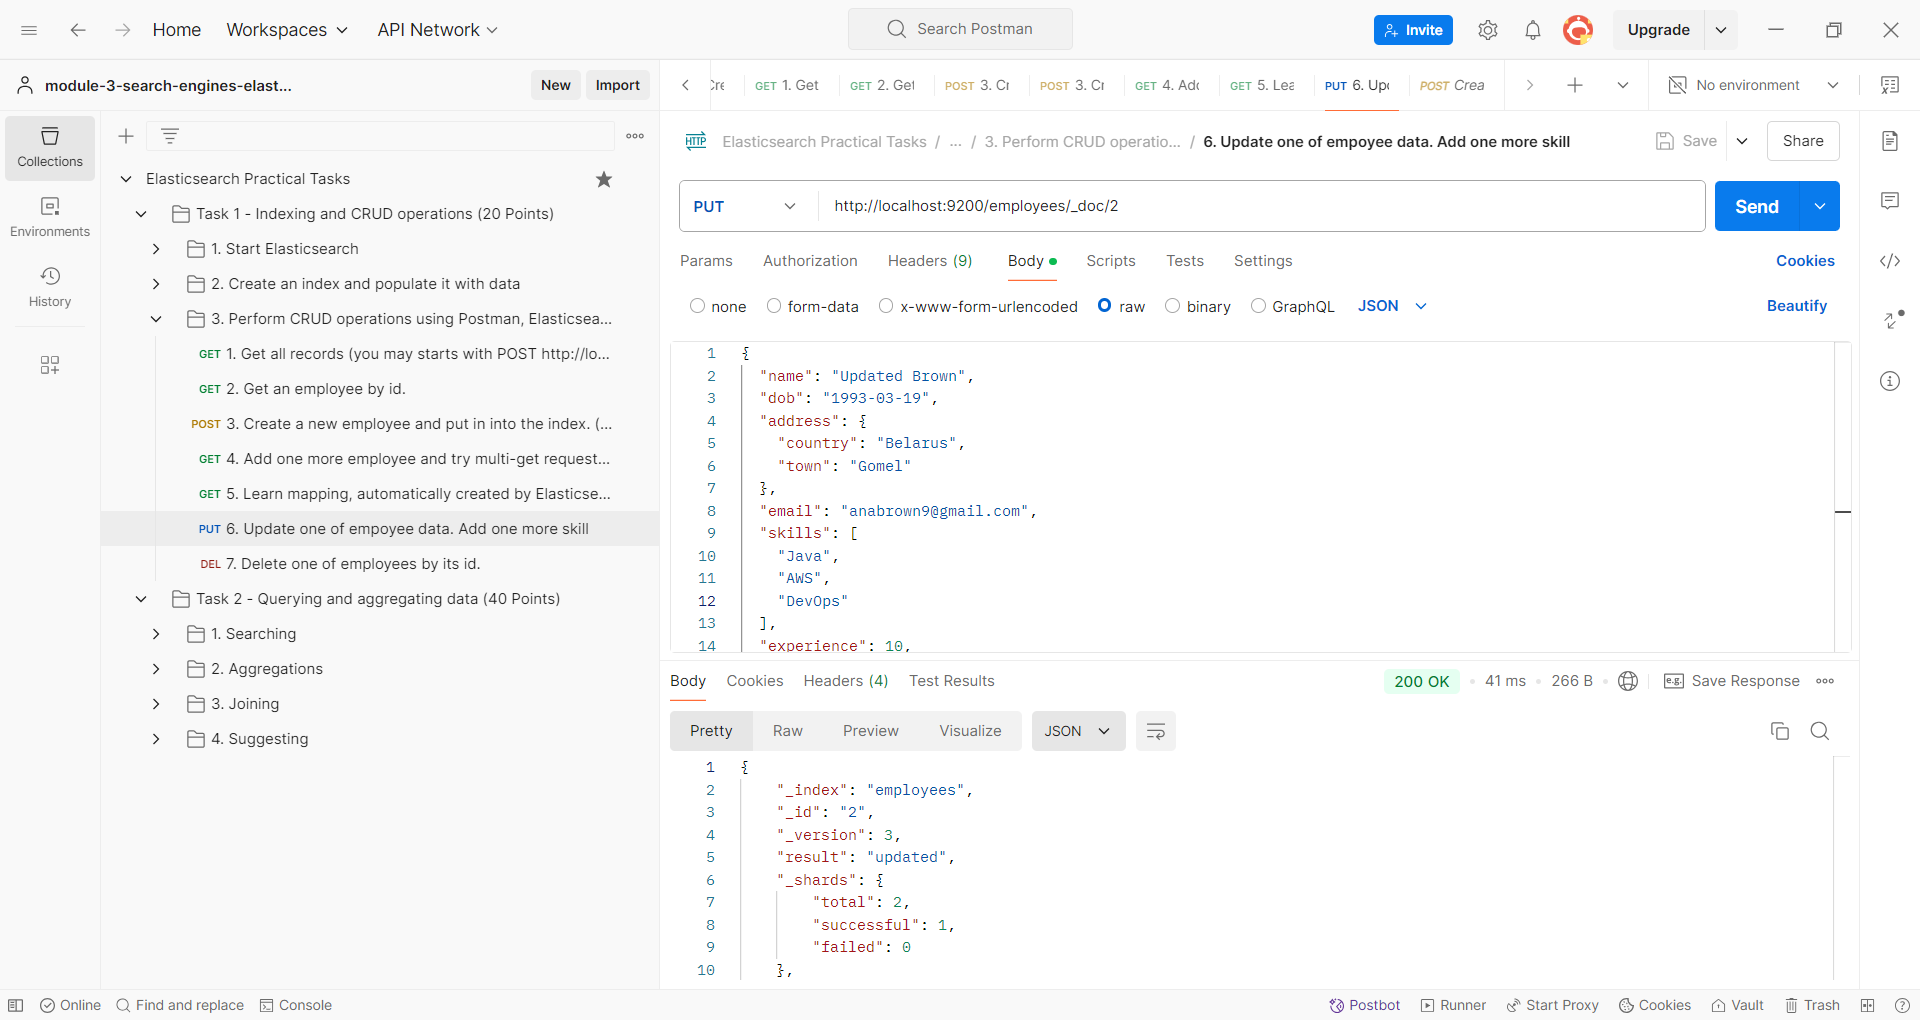 Home Workspaces API Network Search Postman Invite Upgrade
module-3-search-engines-elast... New Import GET 1. Get GET 2. Get POST 3. Cr POST 3. Cr GET 4. Add GET 5. Lea PUT 6. Upd POST Crea No environment
Collections
Environments
History
Elasticsearch Practical Tasks
Task 1 - Indexing and CRUD operations (20 Points)
1. Start Elasticsearch
2. Create an index and populate it with data
3. Perform CRUD operations using Postman, Elasticsea...
GET 1. Get all records (you may starts with POST http://lo...
GET 2. Get an employee by id.
POST 3. Create a new employee and put in into the index. (...
GET 4. Add one more employee and try multi-get request...
GET 5. Learn mapping, automatically created by Elasticse...
PUT 6. Update one of empoyee data. Add one more skill
DEL 7. Delete one of employees by its id.
Task 2 - Querying and aggregating data (40 Points)
1. Searching
2. Aggregations
3. Joining
4. Suggesting
HTTP Elasticsearch Practical Tasks / ... / 3. Perform CRUD operatio... / 6. Update one of empoyee data. Add one more skill Save Share
PUT http://localhost:9200/employees/_doc/2 Send
Params Authorization Headers (9) Body Scripts Tests Settings Cookies
none form-data x-www-form-urlencoded raw binary GraphQL JSON Beautify
1 {
2 "name": "Updated Brown",
3 "dob": "1993-03-19",
4 "address": {
5 "country": "Belarus",
6 "town": "Gomel"
7 },
8 "email": "anabrown9@gmail.com",
9 "skills": [
10 "Java",
11 "AWS",
12 "DevOps"
13 ],
14 "experience": 10,
Body Cookies Headers (4) Test Results 200 OK 41 ms 266 B e.g. Save Response
Pretty Raw Preview Visualize JSON
1 {
2 "_index": "employees",
3 "_id": "2",
4 "_version": 3,
5 "result": "updated",
6 "_shards": {
7 "total": 2,
8 "successful": 1,
9 "failed": 0
10 },
Online Find and replace Console Postbot Runner Start Proxy Cookies Vault Trash